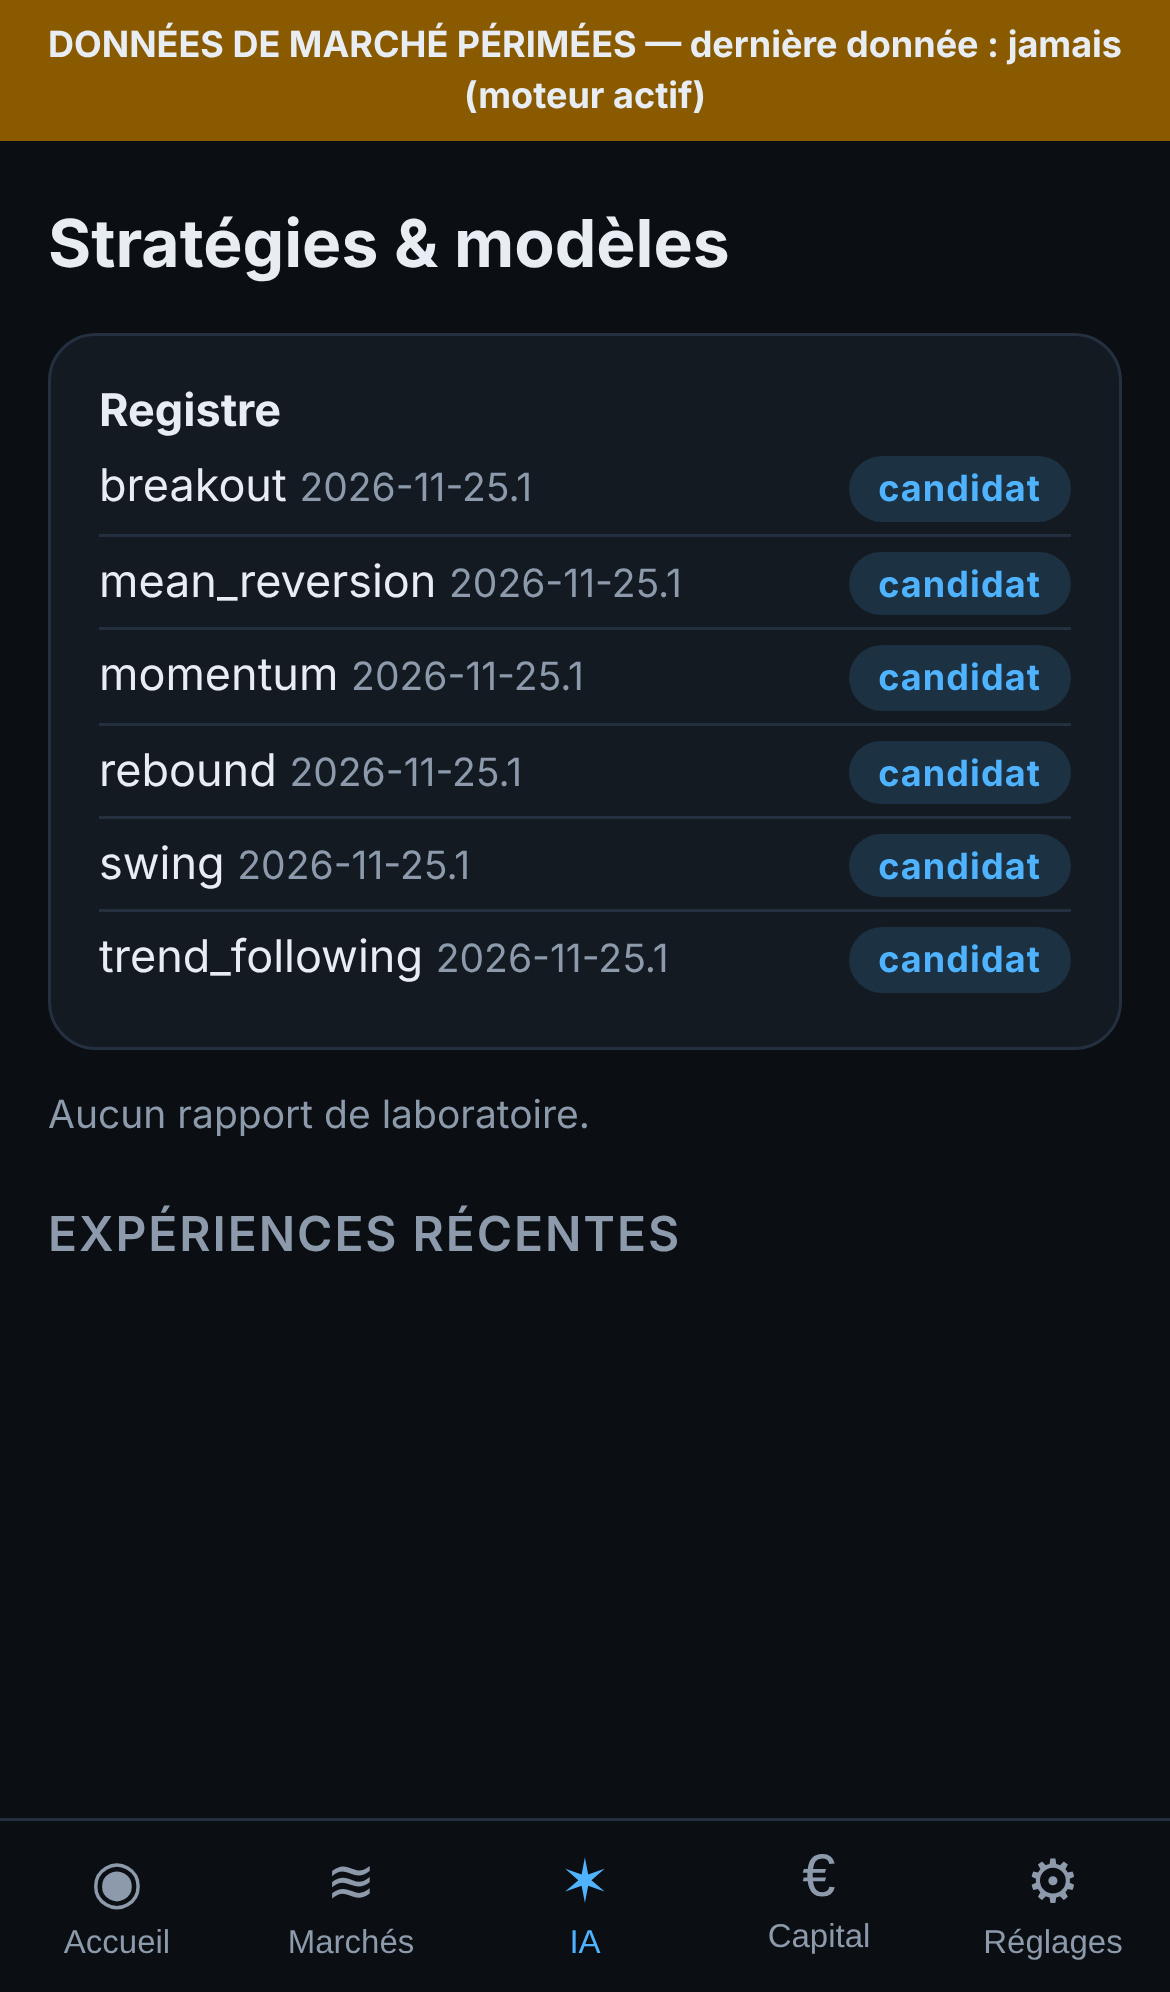 DONNÉES DE MARCHÉ PÉRIMÉES — dernière donnée : jamais
(moteur actif)
Stratégies & modèles
Registre
breakout 2026-11-25.1 candidat
mean_reversion 2026-11-25.1 candidat
momentum 2026-11-25.1 candidat
rebound 2026-11-25.1 candidat
swing 2026-11-25.1 candidat
trend_following 2026-11-25.1 candidat
Aucun rapport de laboratoire.
EXPÉRIENCES RÉCENTES
€
Accueil Marchés IA Capital Réglages